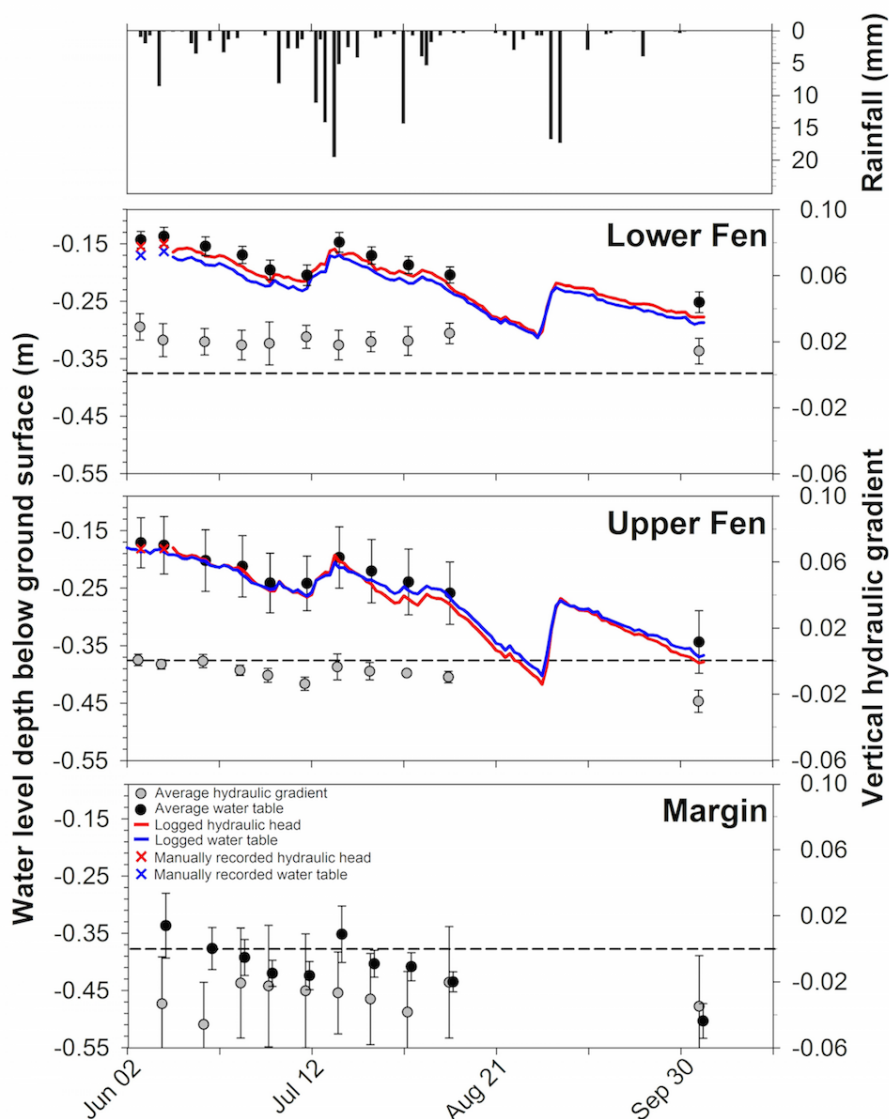 0
5
10
15
20
Rainfall (mm)
Water level depth below ground surface (m)
Vertical hydraulic gradient
Lower Fen
-0.15
-0.25
-0.35
-0.45
-0.55
0.10
0.06
0.02
-0.02
-0.06
Upper Fen
-0.15
-0.25
-0.35
-0.45
-0.55
0.10
0.06
0.02
-0.02
-0.06
Margin
Average hydraulic gradient
Average water table
Logged hydraulic head
Logged water table
Manually recorded hydraulic head
Manually recorded water table
-0.15
-0.25
-0.35
-0.45
-0.55
0.10
0.06
0.02
-0.02
-0.06
Jun 02
Jul 12
Aug 21
Sep 30